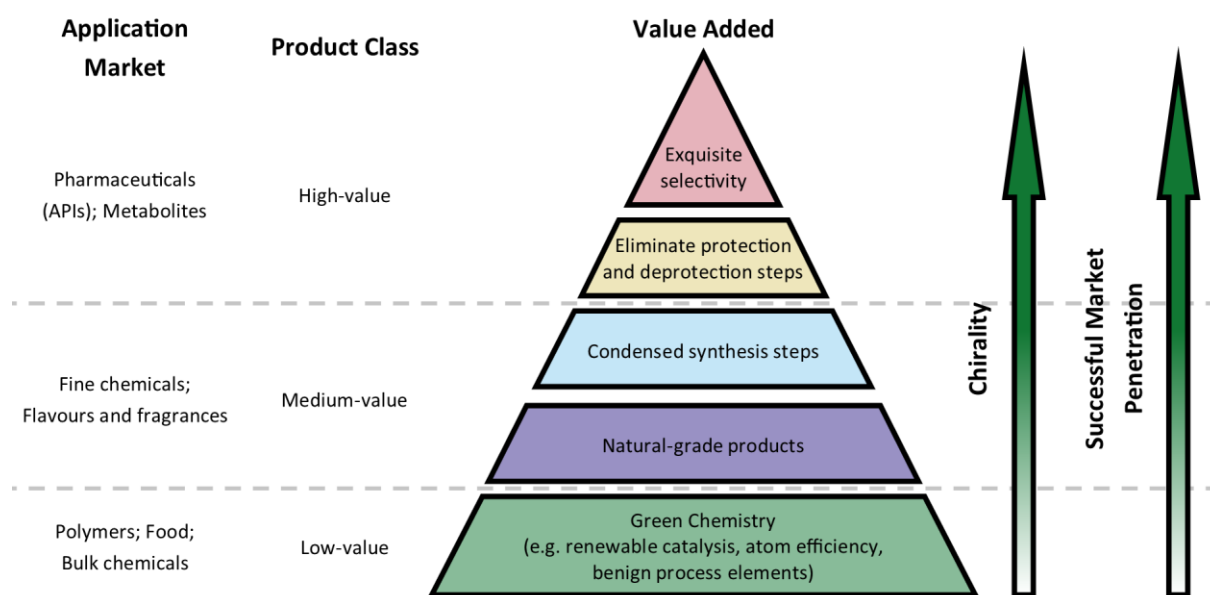 Application
Market
Product Class
Value Added
Pharmaceuticals
(APIs); Metabolites
High-value
Exquisite
selectivity
Eliminate protection
and deprotection steps
Fine chemicals;
Flavours and fragrances
Medium-value
Condensed synthesis steps
Natural-grade products
Polymers; Food;
Bulk chemicals
Low-value
Green Chemistry
(e.g. renewable catalysis, atom efficiency,
benign process elements)
Chirality
Successful Market
Penetration